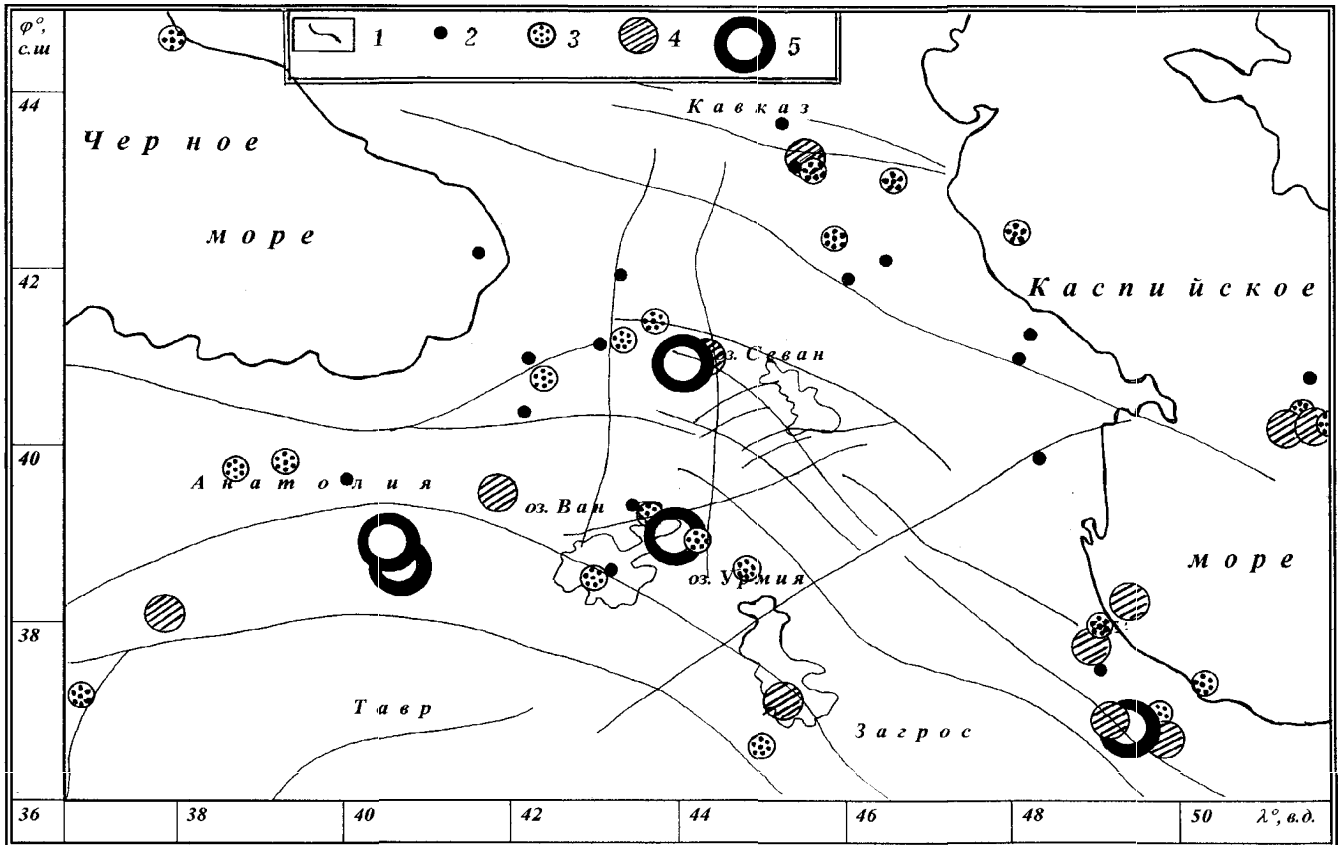 φ°,
с.ш
1 2 3 4 5
44
Кавказ
Черное
море
42
Каспийское
оз. Севан
40
Анатолия
оз. Ван
море
оз. Урмия
38
Тавр
Загрос
36 38 40 42 44 46 48 50 λ°, в.д.